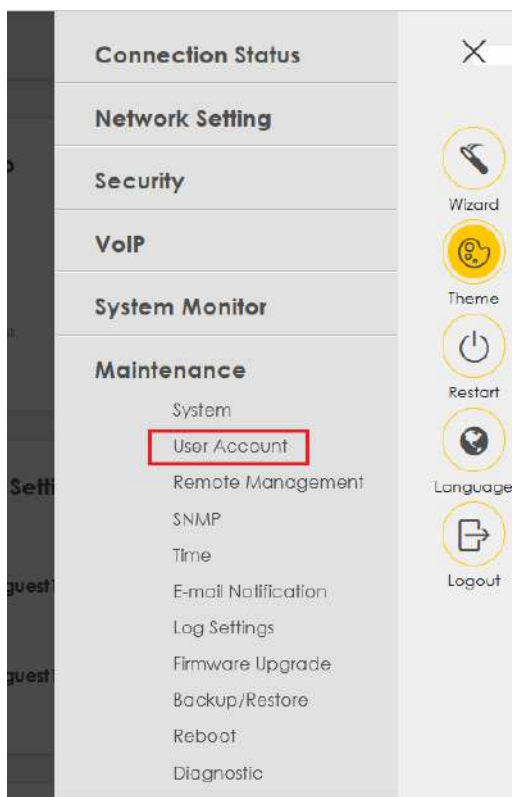 Connection Status
Network Setting
Security
VoIP
System Monitor
Maintenance
System
User Account
Remote Management
SNMP
Time
E-mail Notification
Log Settings
Firmware Upgrade
Backup/Restore
Reboot
Diagnostic
Wizard
Theme
Restart
Language
Logout